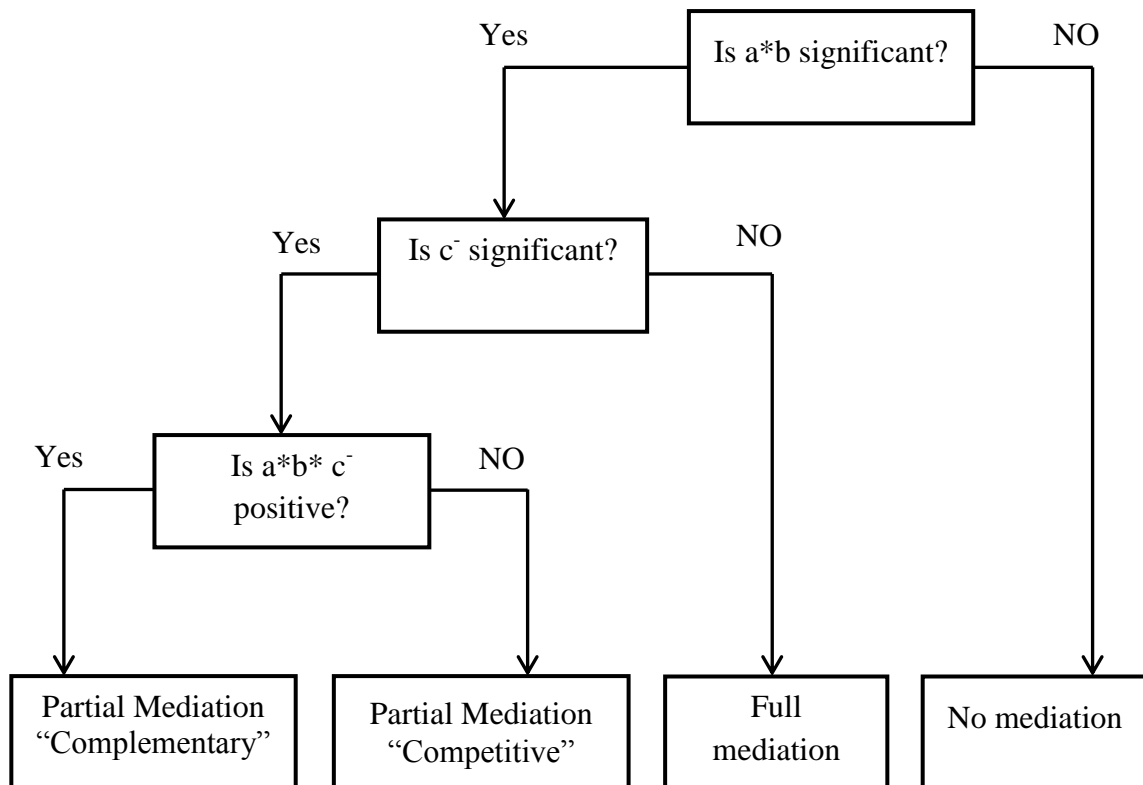 Yes
Is a*b significant?
NO
Yes
Is c⁻ significant?
NO
Yes
Is a*b* c⁻
positive?
NO
Partial Mediation
“Complementary”
Partial Mediation
“Competitive”
Full
mediation
No mediation